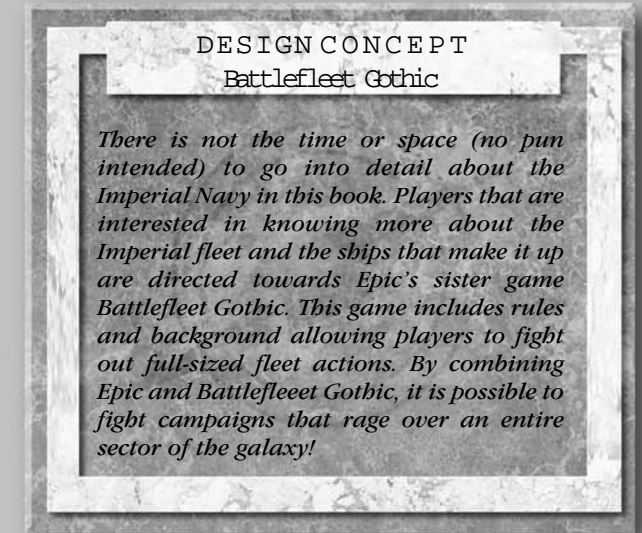 DESIGN CONCEPT
Battlefleet Gothic
There is not the time or space (no pun
intended) to go into detail about the
Imperial Navy in this book. Players that are
interested in knowing more about the
Imperial fleet and the ships that make it up
are directed towards Epic's sister game
Battlefleet Gothic. This game includes rules
and background allowing players to fight
out full-sized fleet actions. By combining
Epic and Battlefleeet Gothic, it is possible to
fight campaigns that rage over an entire
sector of the galaxy!